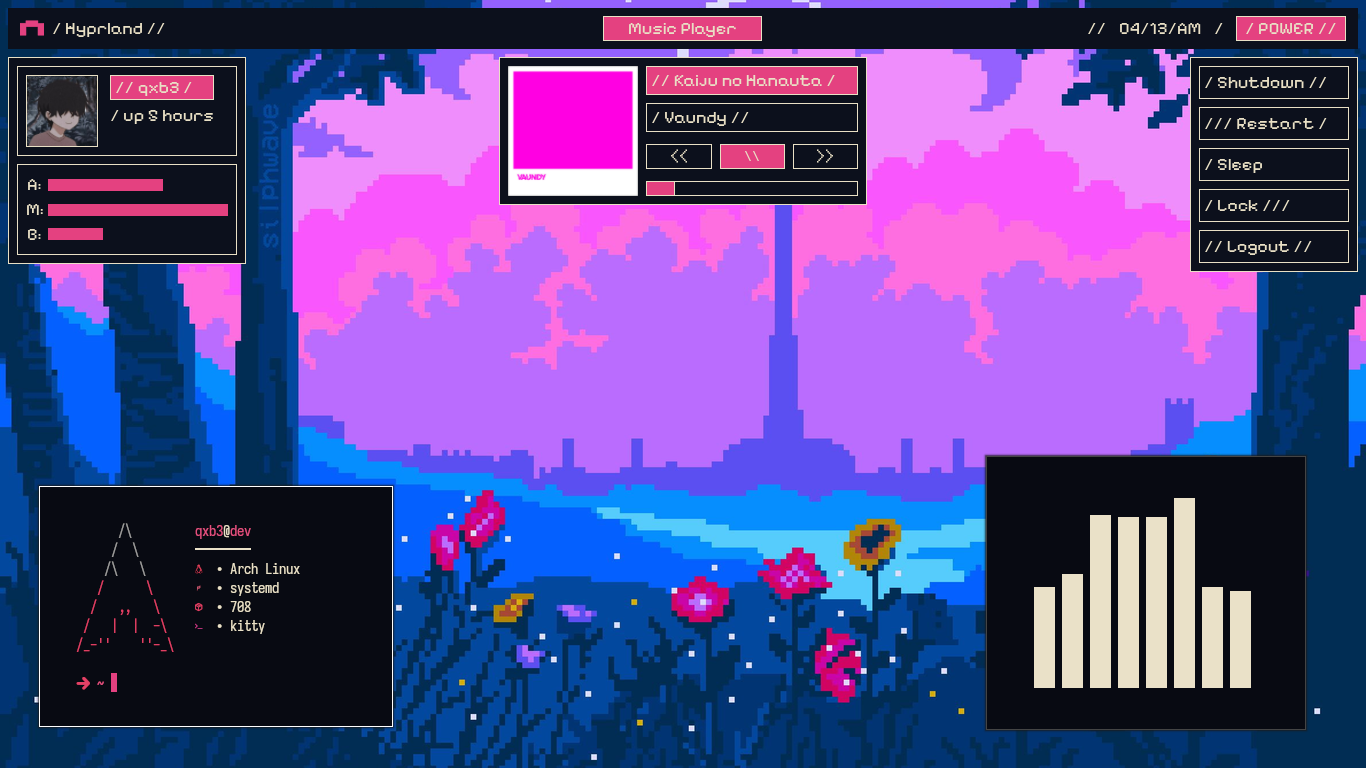 / Hyprland //
Music Player
// 04/13/AM /
/ POWER //
// qxb3 /
/ up 8 hours
A:
M:
B:
silphwave
// Kaiju no Hanauta /
/ Vaundy //
<<
\\
>>
VAUNDY
/ Shutdown //
/// Restart /
/ Sleep
/ Lock ///
// Logout //
qxb3@dev
• Arch Linux
• systemd
• 708
• kitty
→ ~